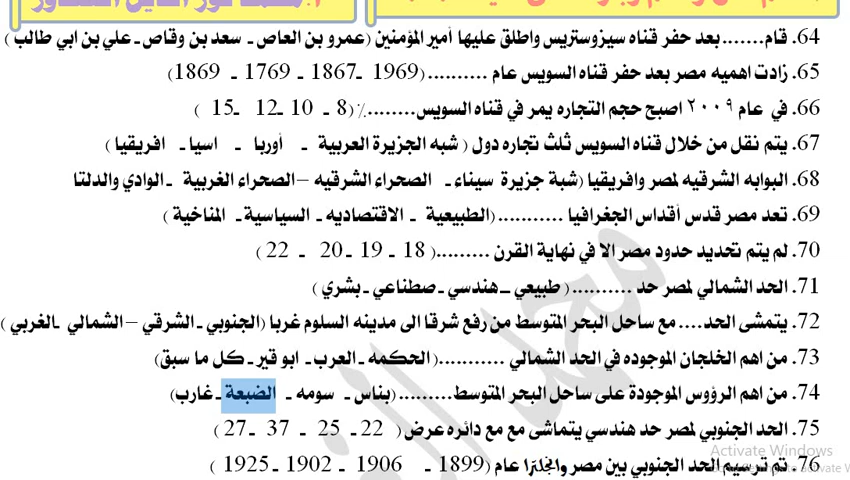 64. قام.......بعد حفر قناه سيزوستريس واطلق عليها أمير المؤمنين (عمرو بن العاص ـ سعد بن وقاص ـ علي بن ابي طالب )
65. زادت اهميه مصر بعد حفر قناه السويس عام ..........(1969 ـ 1867 ـ 1769 ـ 1869)
66. في عام ٢٠٠٩ اصبح حجم التجاره يمر في قناه السويس........٪(8 ـ 10 ـ 12 ـ 15 )
67. يتم نقل من خلال قناه السويس ثلث تجاره دول ( شبه الجزيرة العربية ـ أوربا ـ اسيا ـ افريقيا )
68. البوابه الشرقيه لمصر وافريقيا (شبة جزيرة سيناء ـ الصحراء الشرقيه – الصحراء الغربية ـ الوادي والدلتا
69. تعد مصر قدس أقداس الجغرافيا ...........(الطبيعية ـ الاقتصاديه ـ السياسية ـ المناخية )
70. لم يتم تحديد حدود مصر الا في نهاية القرن .........( 18 ـ 19 ـ 20 ـ 22 )
71. الحد الشمالي لمصر حد ..........( طبيعي ــ هندسي ـ صطناعي ـ بشري )
72. يتمشى الحد.... مع ساحل البحر المتوسط من رفع شرقا الى مدينه السلوم غربا (الجنوبي ـ الشرقي – الشمالي ـ الغربي )
73. من اهم الخلجان الموجوده في الحد الشمالي ...........( الحكمه ـ العرب ـ ابو قير ـ كل ما سبق)
74. من اهم الرؤوس الموجودة على ساحل البحر المتوسط.........(بناس ـ سومه ـ الضبعة ـ غارب)
75. الحد الجنوبي لمصر حد هندسي يتماشى مع مع دائره عرض( 22 ـ 25 ـ 37 ـ 27 )
76. تم ترسيم الحد الجنوبي بين مصر وانجلترا عام (1899 ـ 1906 ـ 1902 ـ 1925 )
Activate Windows